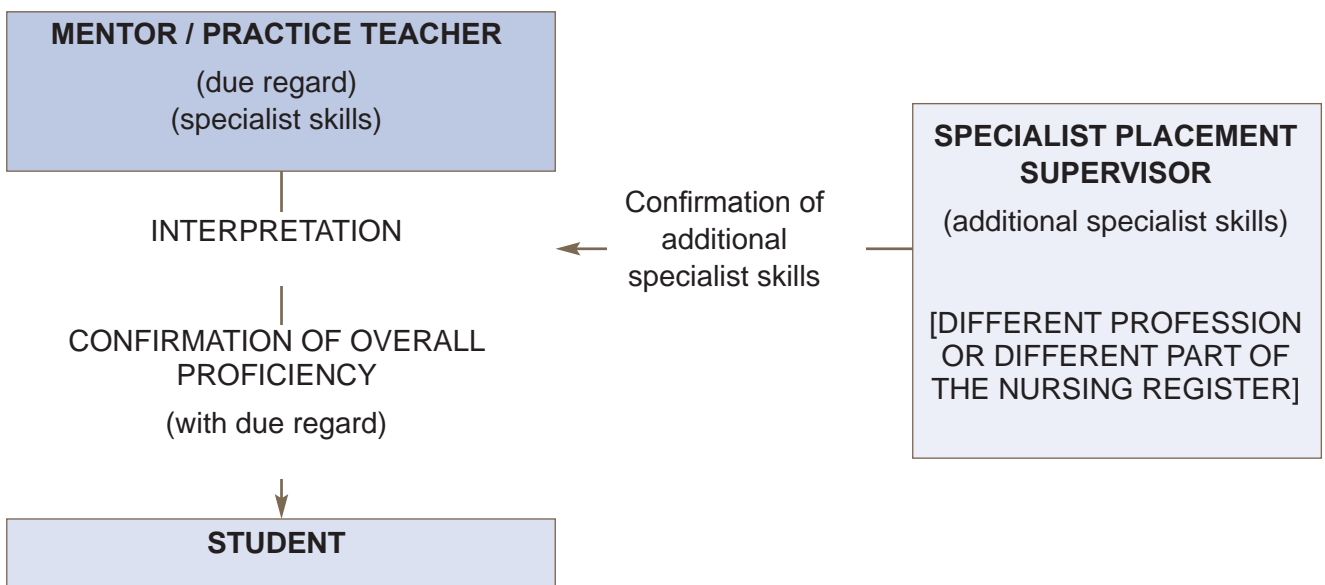 MENTOR / PRACTICE TEACHER
(due regard)
(specialist skills)
INTERPRETATION
CONFIRMATION OF OVERALL
PROFICIENCY
(with due regard)
STUDENT
Confirmation of
additional
specialist skills
SPECIALIST PLACEMENT
SUPERVISOR
(additional specialist skills)
[DIFFERENT PROFESSION
OR DIFFERENT PART OF
THE NURSING REGISTER]